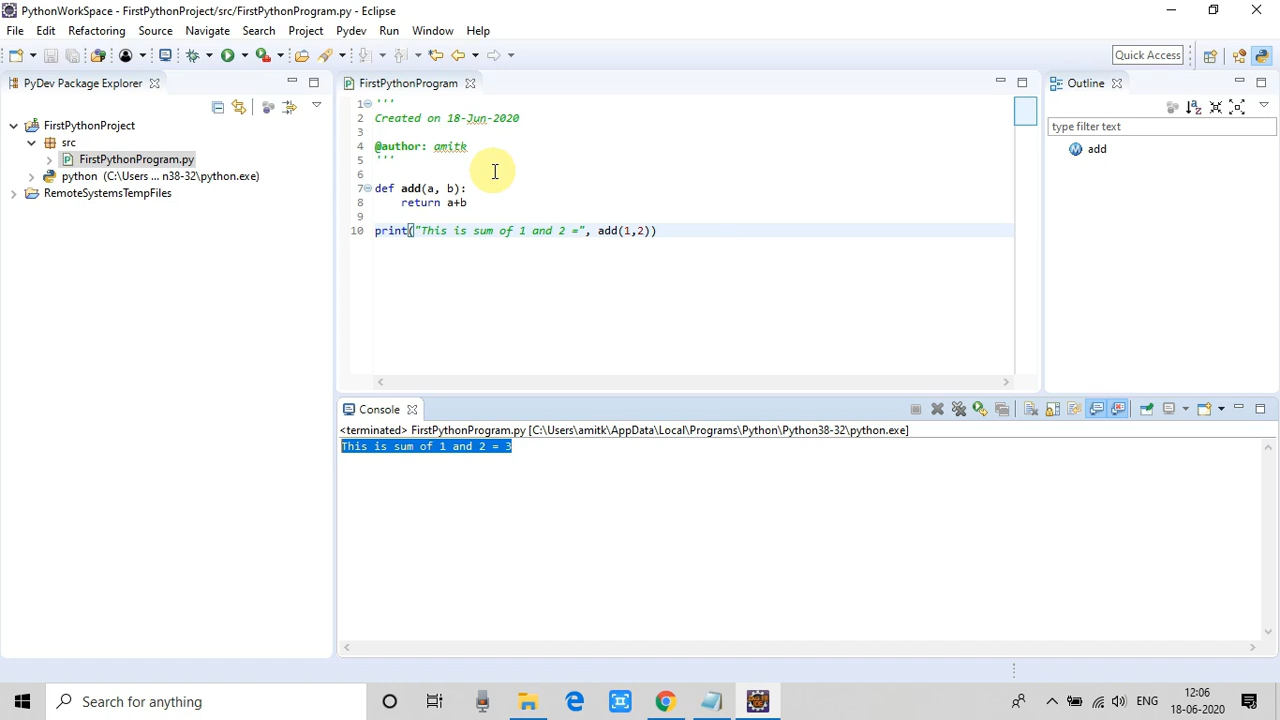 PythonWorkSpace - FirstPythonProject/src/FirstPythonProgram.py - Eclipse
File Edit Refactoring Source Navigate Search Project Pydev Run Window Help
Quick Access
PyDev Package Explorer
FirstPythonProject
src
FirstPythonProgram.py
python (C:\Users ... n38-32\python.exe)
RemoteSystemsTempFiles
FirstPythonProgram
1 '''
2 Created on 18-Jun-2020
3
4 @author: amitk
5 '''
6
7 def add(a, b):
8 return a+b
9
10 print("This is sum of 1 and 2 =", add(1,2))
Outline
type filter text
add
Console
<terminated> FirstPythonProgram.py [C:\Users\amitk\AppData\Local\Programs\Python\Python38-32\python.exe]
This is sum of 1 and 2 = 3
Search for anything
ENG
12:06
18-06-2020